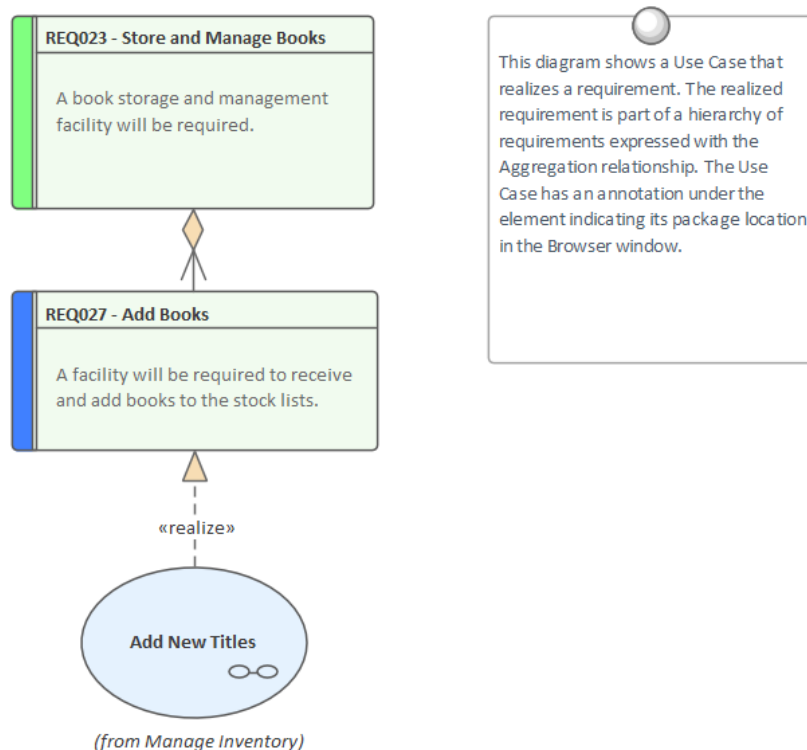 REQ023 - Store and Manage Books
A book storage and management
facility will be required.
This diagram shows a Use Case that
realizes a requirement. The realized
requirement is part of a hierarchy of
requirements expressed with the
Aggregation relationship. The Use
Case has an annotation under the
element indicating its package location
in the Browser window.
REQ027 - Add Books
A facility will be required to receive
and add books to the stock lists.
«realize»
Add New Titles
(from Manage Inventory)